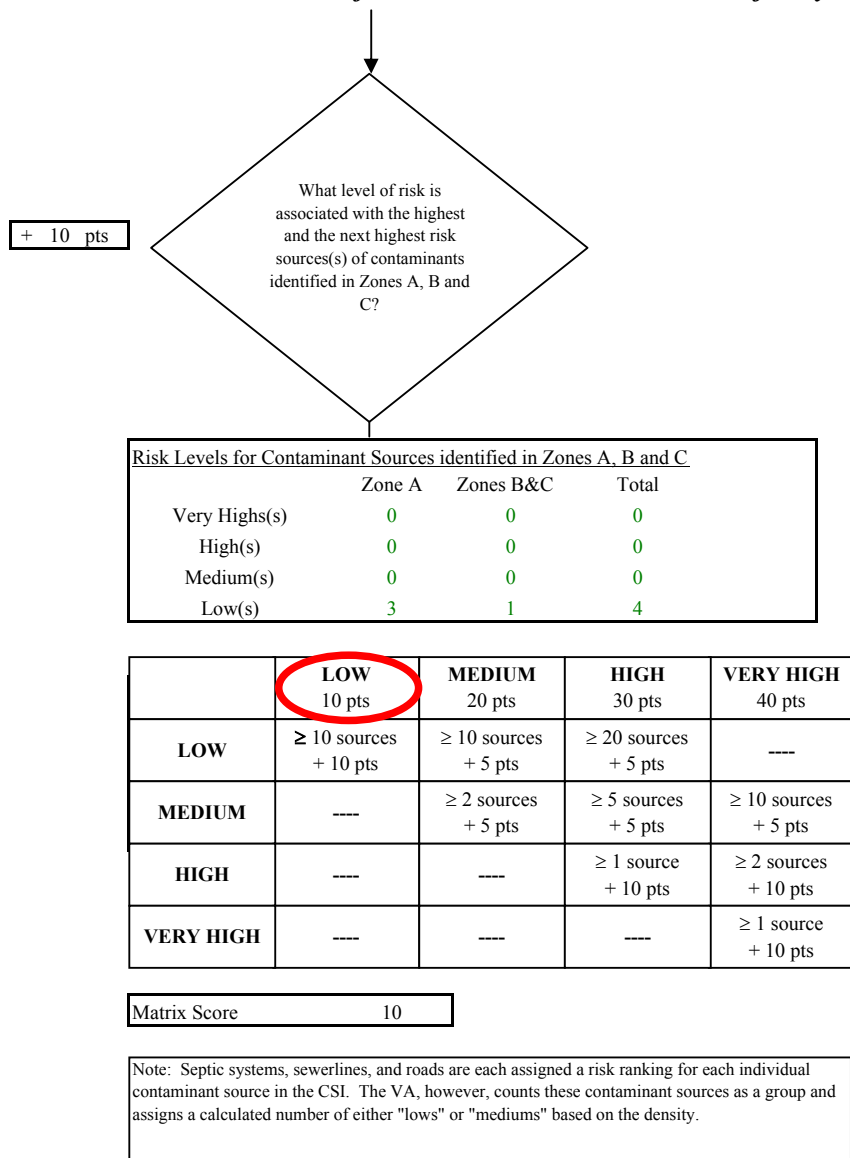 What level of risk is
associated with the highest
and the next highest risk
sources(s) of contaminants
identified in Zones A, B and
C?
+ 10 pts
Risk Levels for Contaminant Sources identified in Zones A, B and C
Zone A Zones B&C Total
Very Highs(s) 0 0 0
High(s) 0 0 0
Medium(s) 0 0 0
Low(s) 3 1 4
LOW MEDIUM HIGH VERY HIGH
10 pts 20 pts 30 pts 40 pts
LOW ≥ 10 sources + 10 pts ≥ 10 sources + 5 pts ≥ 20 sources + 5 pts ----
MEDIUM ---- ≥ 2 sources + 5 pts ≥ 5 sources + 5 pts ≥ 10 sources + 5 pts
HIGH ---- ---- ≥ 1 source + 10 pts ≥ 2 sources + 10 pts
VERY HIGH ---- ---- ---- ≥ 1 source + 10 pts
Matrix Score 10
Note: Septic systems, sewerlines, and roads are each assigned a risk ranking for each individual
contaminant source in the CSI. The VA, however, counts these contaminant sources as a group and
assigns a calculated number of either "lows" or "mediums" based on the density.